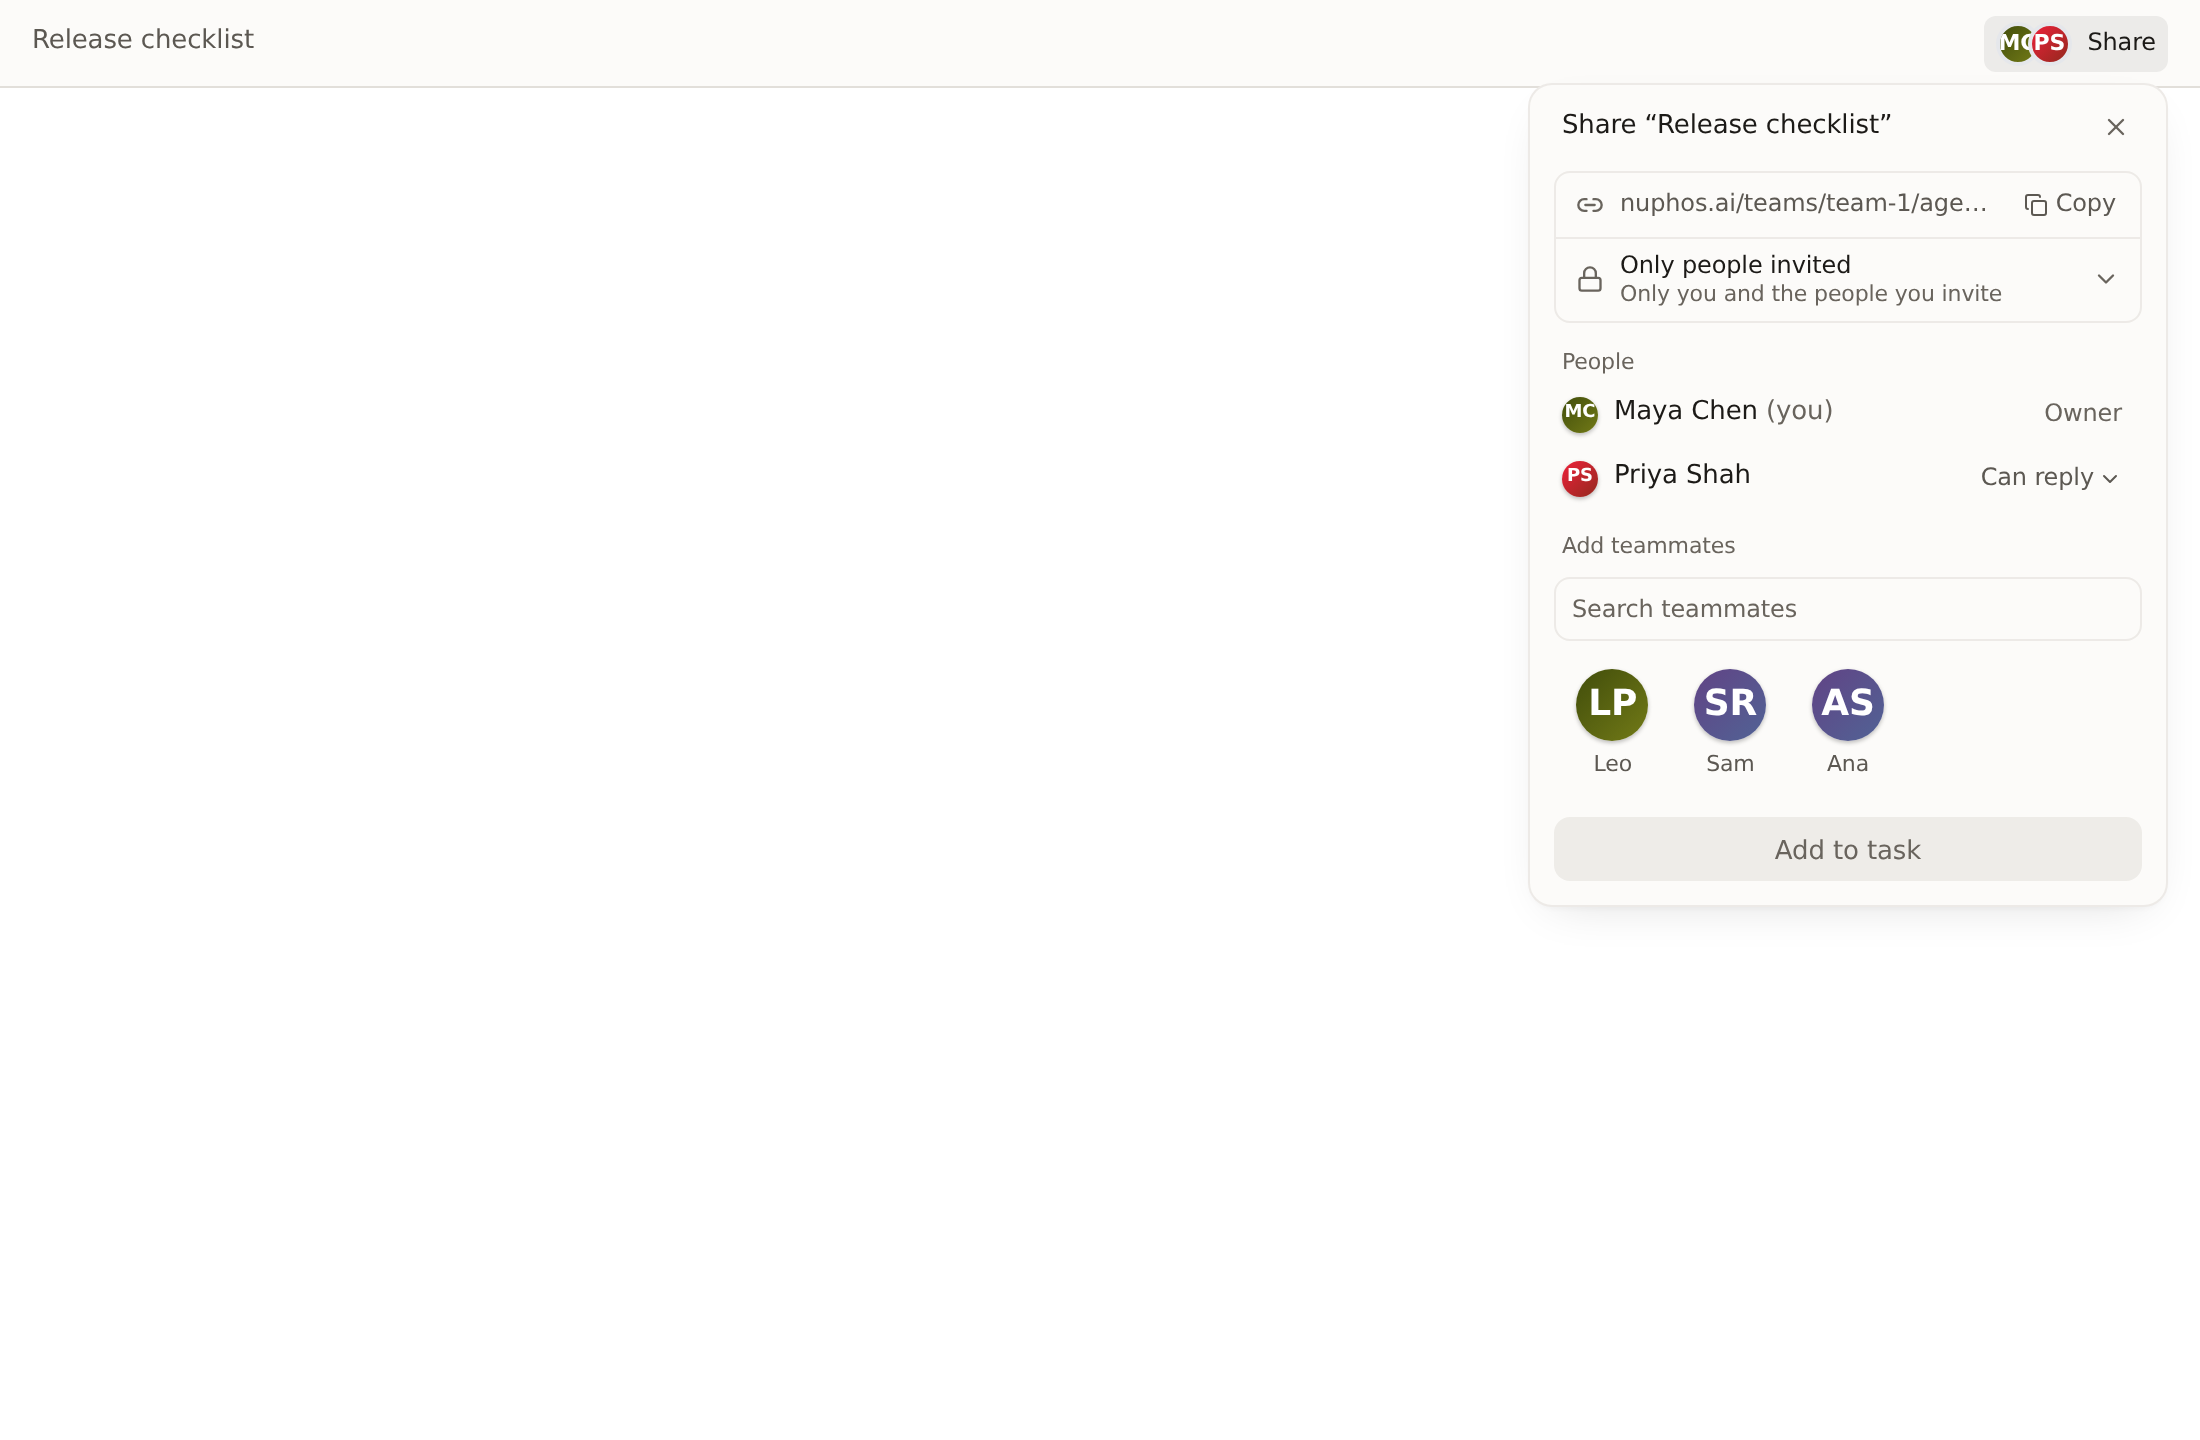 Release checklist
MC PS Share
Share “Release checklist”
nuphos.ai/teams/team-1/age… Copy
Only people invited
Only you and the people you invite
People
MC Maya Chen (you) Owner
PS Priya Shah Can reply
Add teammates
Search teammates
LP SR AS
Leo Sam Ana
Add to task